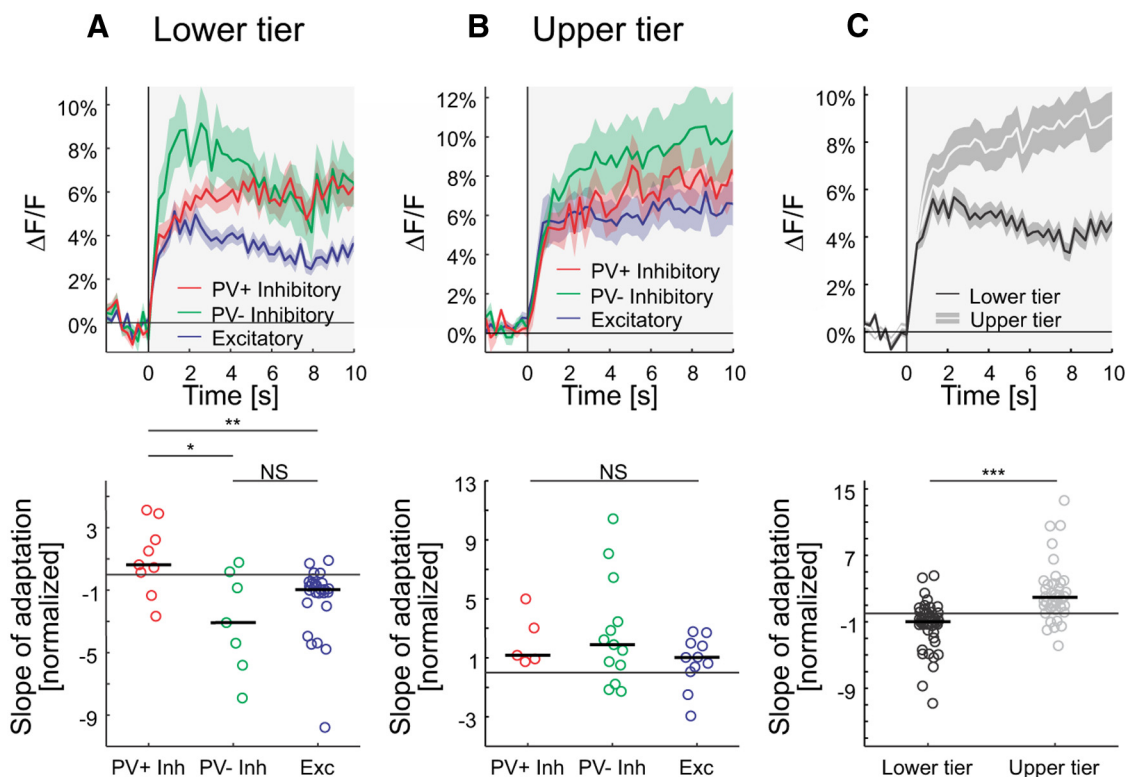 A Lower tier
B Upper tier
C
10%
8%
6%
4%
2%
0%
ΔF/F
PV+ Inhibitory
PV- Inhibitory
Excitatory
0 2 4 6 8 10
Time [s]
12%
10%
8%
6%
4%
2%
0%
ΔF/F
PV+ Inhibitory
PV- Inhibitory
Excitatory
0 2 4 6 8 10
Time [s]
10%
8%
6%
4%
2%
0%
ΔF/F
Lower tier
Upper tier
0 2 4 6 8 10
Time [s]
**
*
NS
3
-1
-5
-9
Slope of adaptation
[normalized]
PV+ Inh PV- Inh Exc
NS
13
9
5
1
-3
Slope of adaptation
[normalized]
PV+ Inh PV- Inh Exc
***
15
7
-1
-9
Slope of adaptation
[normalized]
Lower tier Upper tier